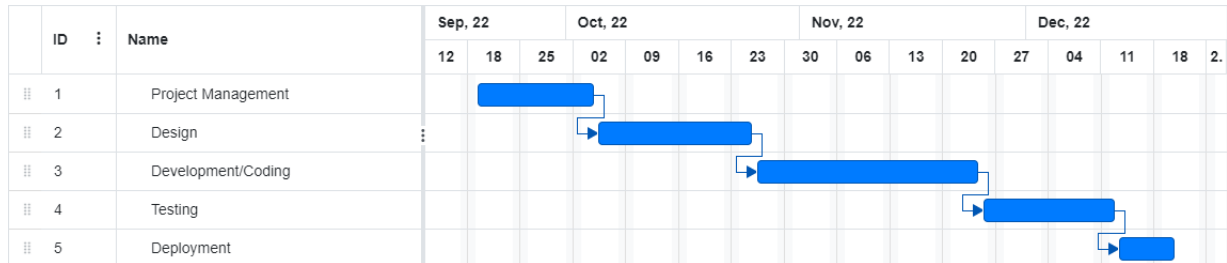 Sep, 22 Oct, 22 Nov, 22 Dec, 22
ID Name
12 18 25 02 09 16 23 30 06 13 20 27 04 11 18 2.
1 Project Management
2 Design
3 Development/Coding
4 Testing
5 Deployment